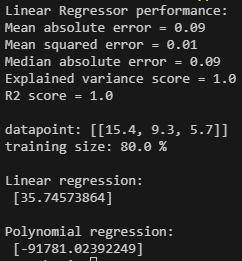 Linear Regressor performance:
Mean absolute error = 0.09
Mean squared error = 0.01
Median absolute error = 0.09
Explained variance score = 1.0
R2 score = 1.0
datapoint: [[15.4, 9.3, 5.7]]
training size: 80.0 %
Linear regression:
[35.74573864]
Polynomial regression:
[-91781.02392249]